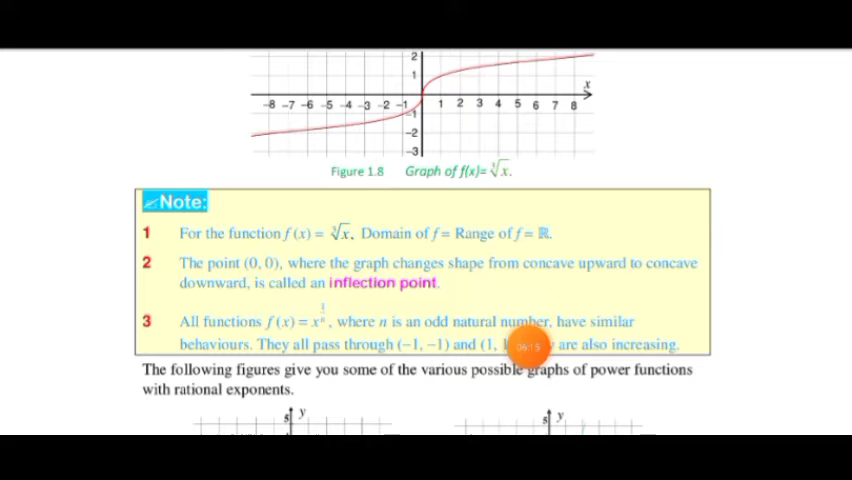 2
1
x
-8 -7 -6 -5 -4 -3 -2 -1 1 2 3 4 5 6 7 8
-1
-2
-3
Figure 1.8 Graph of f(x)= ∛x.
Note:
1 For the function f (x) = ∛x, Domain of f = Range of f = ℝ.
2 The point (0, 0), where the graph changes shape from concave upward to concave
downward, is called an inflection point.
3 All functions f (x) = x^(1/n), where n is an odd natural number, have similar
behaviours. They all pass through (−1, −1) and (1, are also increasing.
06:15
The following figures give you some of the various possible graphs of power functions
with rational exponents.
5 y
5 y